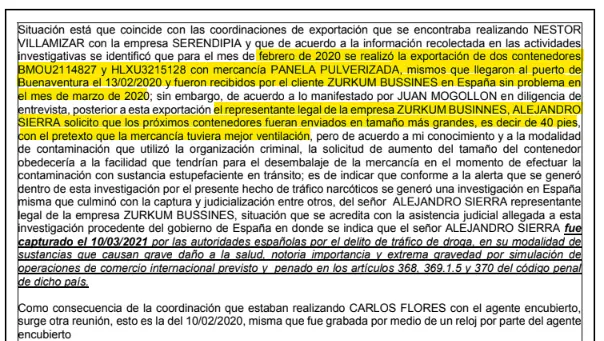 Situación está que coincide con las coordinaciones de exportación que se encontraba realizando NESTOR
VILLAMIZAR con la empresa SERENDIPIA y que de acuerdo a la información recolectada en las actividades
investigativas se identificó que para el mes de febrero de 2020 se realizó la exportación de dos contenedores
BMOU2114827 y HLXU3215128 con mercancía PANELA PULVERIZADA, mismos que llegaron al puerto de
Buenaventura el 13/02/2020 y fueron recibidos por el cliente ZURKUM BUSSINES en España sin problema en
el mes de marzo de 2020; sin embargo, de acuerdo a lo manifestado por JUAN MOGOLLON en diligencia de
entrevista, posterior a esta exportación el representante legal de la empresa ZURKUM BUSINNES, ALEJANDRO
SIERRA solicito que los próximos contenedores fueran enviados en tamaño más grandes, es decir de 40 pies,
con el pretexto que la mercancía tuviera mejor ventilación, pero de acuerdo a mi conocimiento y a la modalidad
de contaminación que utilizó la organización criminal, la solicitud de aumento del tamaño del contenedor
obedecería a la facilidad que tendrían para el desembalaje de la mercancía en el momento de efectuar la
contaminación con sustancia estupefaciente en tránsito; es de indicar que conforme a la alerta que se generó
dentro de esta investigación por el presente hecho de tráfico narcóticos se generó una investigación en España
misma que culminó con la captura y judicialización entre otros, del señor ALEJANDRO SIERRA representante
legal de la empresa ZURKUM BUSSINES, situación que se acredita con la asistencia judicial allegada a esta
investigación procedente del gobierno de España en donde se indica que el señor ALEJANDRO SIERRA fue
capturado el 10/03/2021 por las autoridades españolas por el delito de tráfico de droga, en su modalidad de
sustancias que causan grave daño a la salud, notoria importancia y extrema gravedad por simulación de
operaciones de comercio internacional previsto y penado en los artículos 368, 369.1.5 y 370 del código penal
de dicho país.
Como consecuencia de la coordinación que estaban realizando CARLOS FLORES con el agente encubierto,
surge otra reunión, esto es la del 10/02/2020, misma que fue grabada por medio de un reloj por parte del agente
encubierto